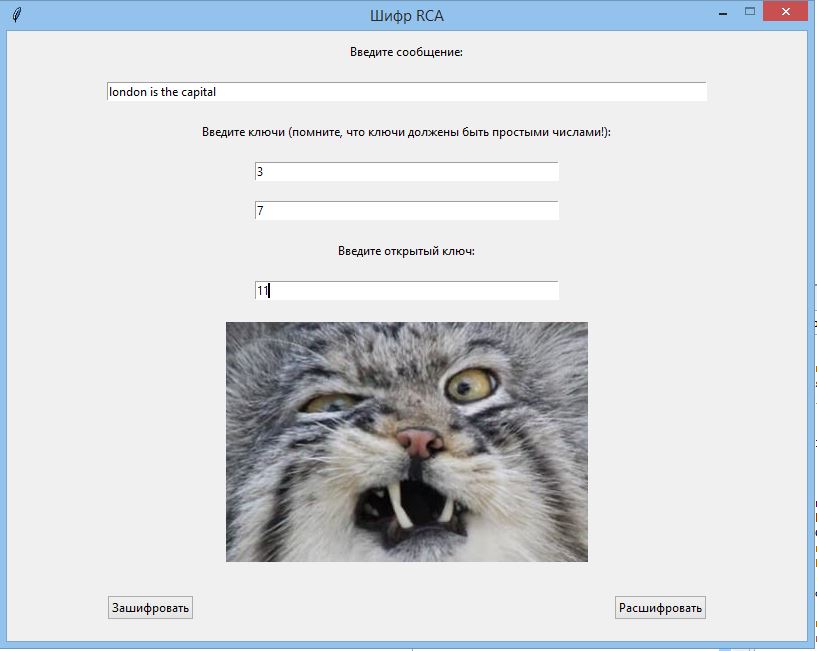 Шифр RCA
Введите сообщение:
london is the capital
Введите ключи (помните, что ключи должены быть простыми числами!):
3
7
Введите открытый ключ:
11
Зашифровать
Расшифровать